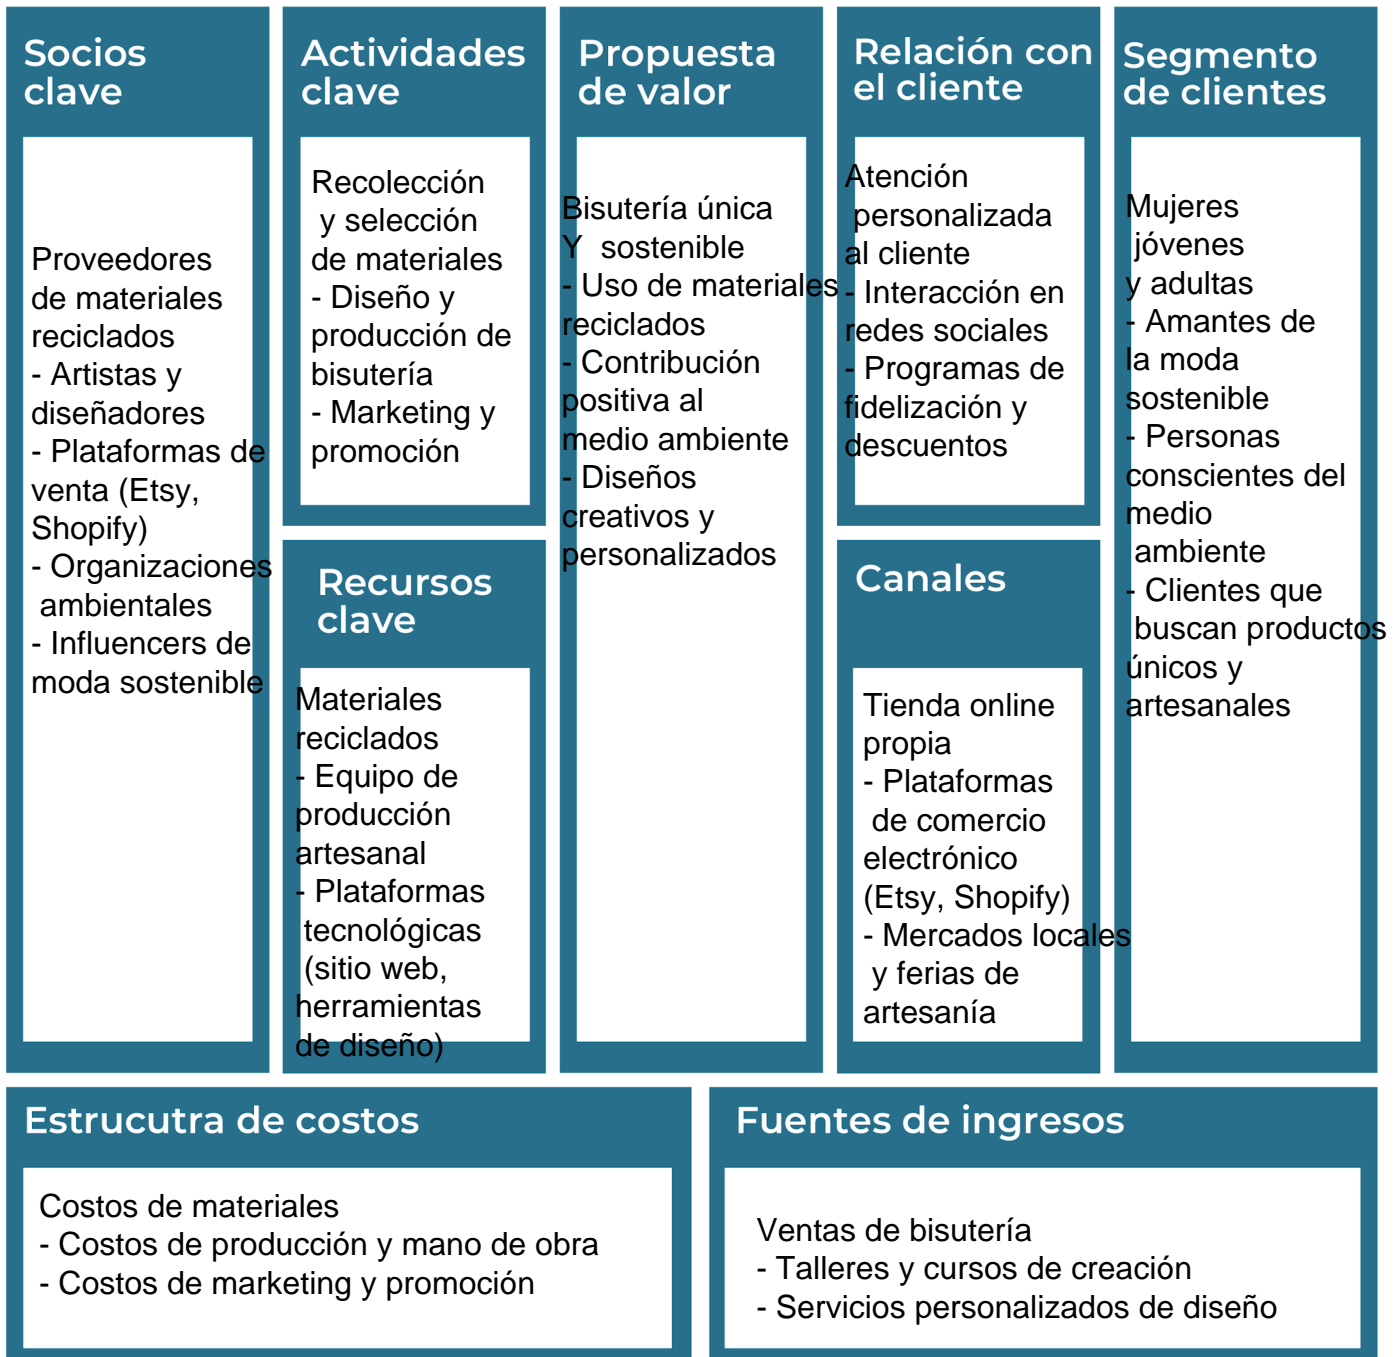 Socios
clave
Proveedores
de materiales
reciclados
- Artistas y
diseñadores
- Plataformas de
venta (Etsy,
Shopify)
- Organizaciones
ambientales
- Influencers de
moda sostenible
Actividades
clave
Recolección
y selección
de materiales
- Diseño y
producción de
bisutería
- Marketing y
promoción
Recursos
clave
Materiales
reciclados
- Equipo de
producción
artesanal
- Plataformas
tecnológicas
(sitio web,
herramientas
de diseño)
Propuesta
de valor
Bisutería única
Y sostenible
- Uso de materiales
reciclados
- Contribución
positiva al
medio ambiente
- Diseños
creativos y
personalizados
Relación con
el cliente
Atención
personalizada
al cliente
- Interacción en
redes sociales
- Programas de
fidelización y
descuentos
Canales
Tienda online
propia
- Plataformas
de comercio
electrónico
(Etsy, Shopify)
- Mercados locales
y ferias de
artesanía
Segmento
de clientes
Mujeres
jóvenes
y adultas
- Amantes de
la moda
sostenible
- Personas
conscientes del
medio
ambiente
- Clientes que
buscan productos
únicos y
artesanales
Estrucutra de costos
Costos de materiales
- Costos de producción y mano de obra
- Costos de marketing y promoción
Fuentes de ingresos
Ventas de bisutería
- Talleres y cursos de creación
- Servicios personalizados de diseño